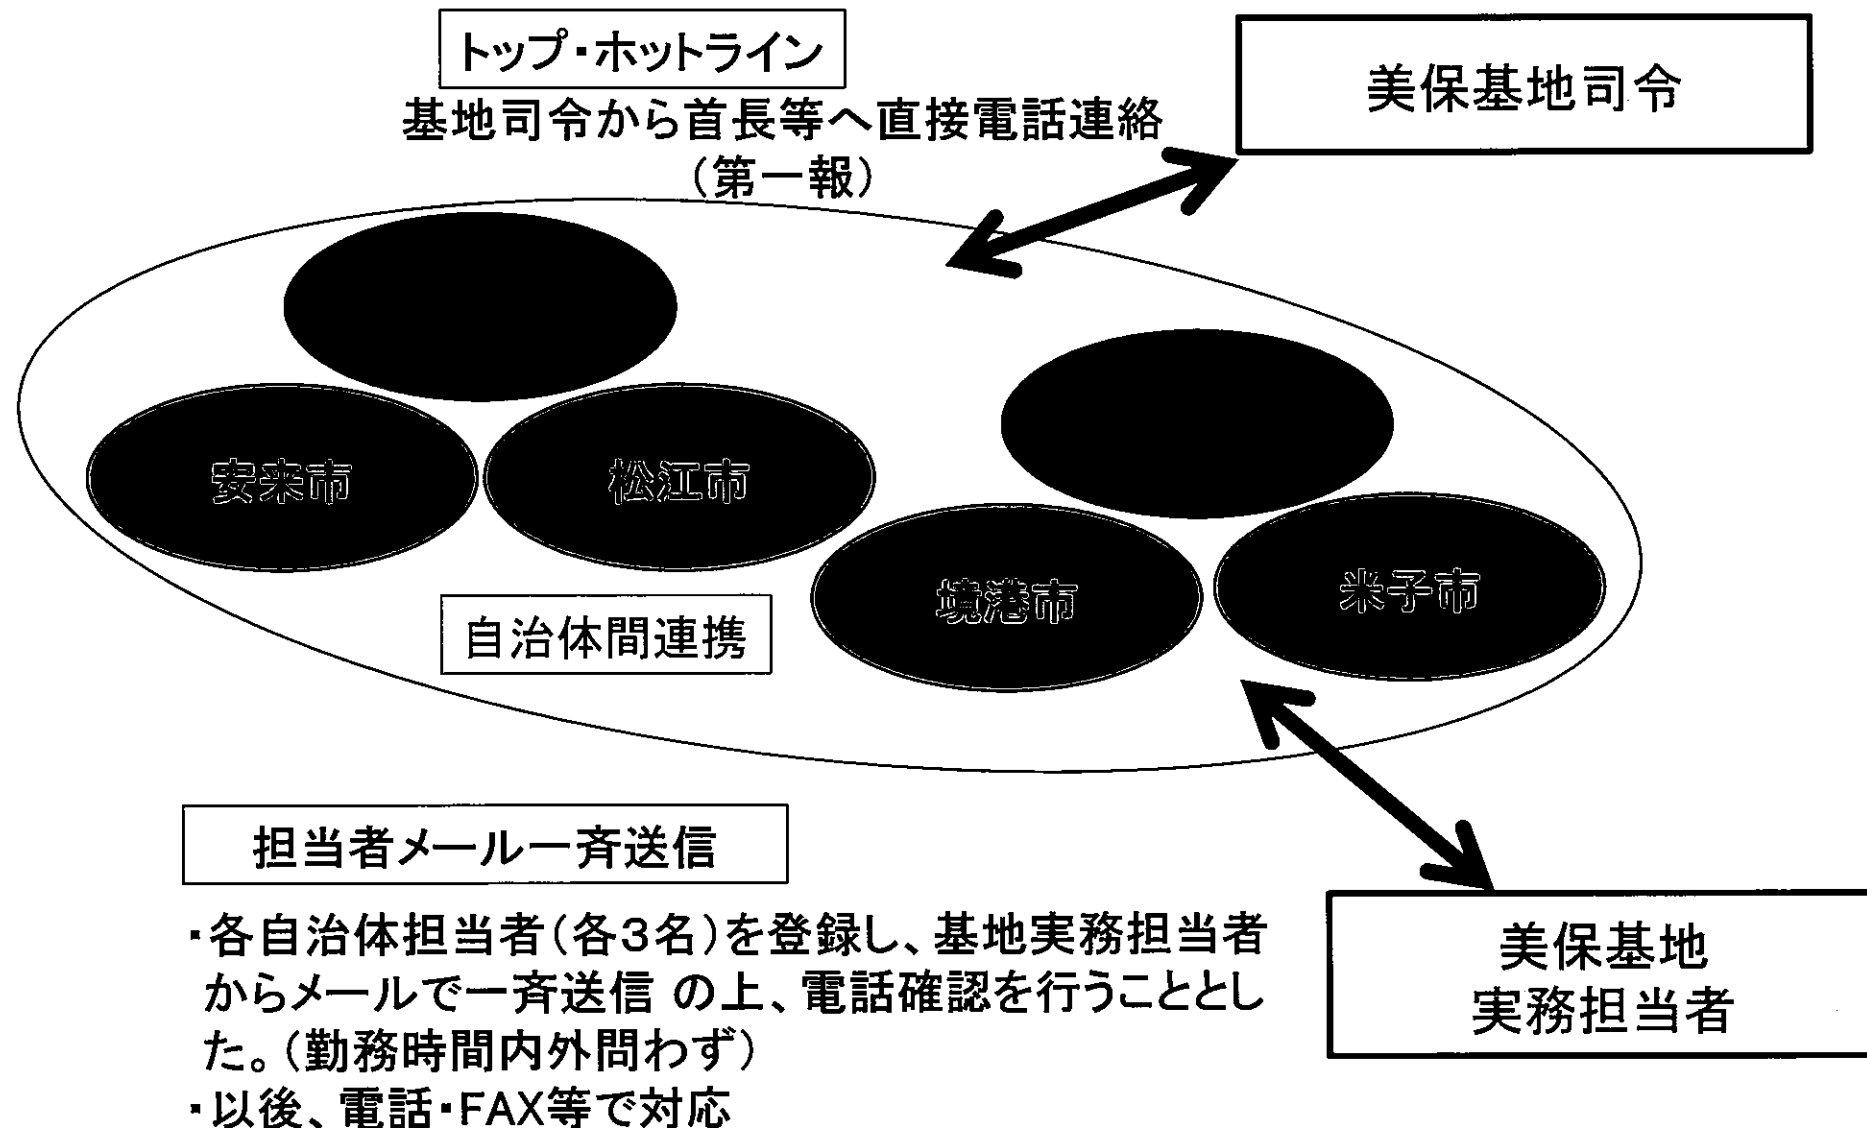 トップ・ホットライン
美保基地司令
基地司令から首長等へ直接電話連絡
(第一報)
安来市
松江市
境港市
米子市
自治体間連携
担当者メール一斉送信
・各自治体担当者(各3名)を登録し、基地実務担当者
からメールで一斉送信 の上、電話確認を行うこととし
た。(勤務時間内外問わず)
・以後、電話・FAX等で対応
美保基地
実務担当者